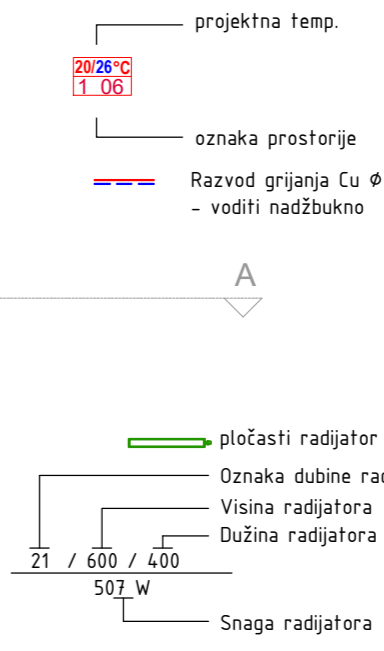 projektna temp.
20/26°C
1 06
oznaka prostorije
Razvod grijanja Cu Ø
- voditi nadžbukno
A
pločasti radijator
Oznaka dubine rad
Visina radijatora
Dužina radijatora
21 / 600 / 400
507 W
Snaga radijatora